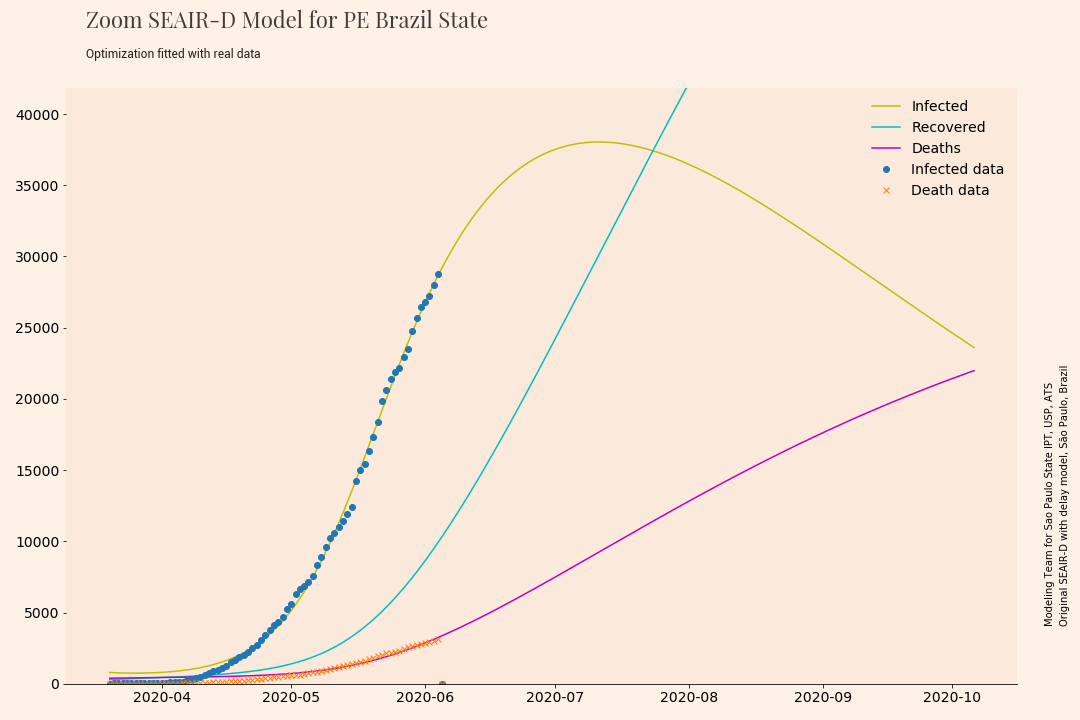 Zoom SEAIR-D Model for PE Brazil State
Optimization fitted with real data
40000
35000
30000
25000
20000
15000
10000
5000
0
2020-04
2020-05
2020-06
2020-07
2020-08
2020-09
2020-10
Infected
Recovered
Deaths
Infected data
Death data
Modeling Team for Sao Paulo State IPT, USP, ATS
Original SEAIR-D with delay model, São Paulo, Brazil